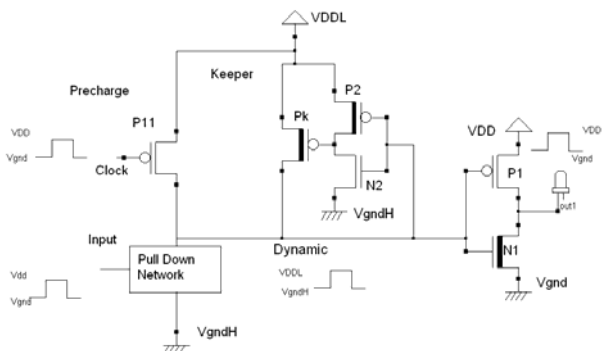 VDDL
Precharge
Keeper
P11
Pk
P2
VDD
Vgnd
Clock
N2
VgndH
VDD
VDD
Vgnd
P1
out1
Input
Dynamic
N1
Vdd
Vgnd
Pull Down
Network
VDDL
VgndH
Vgnd
VgndH